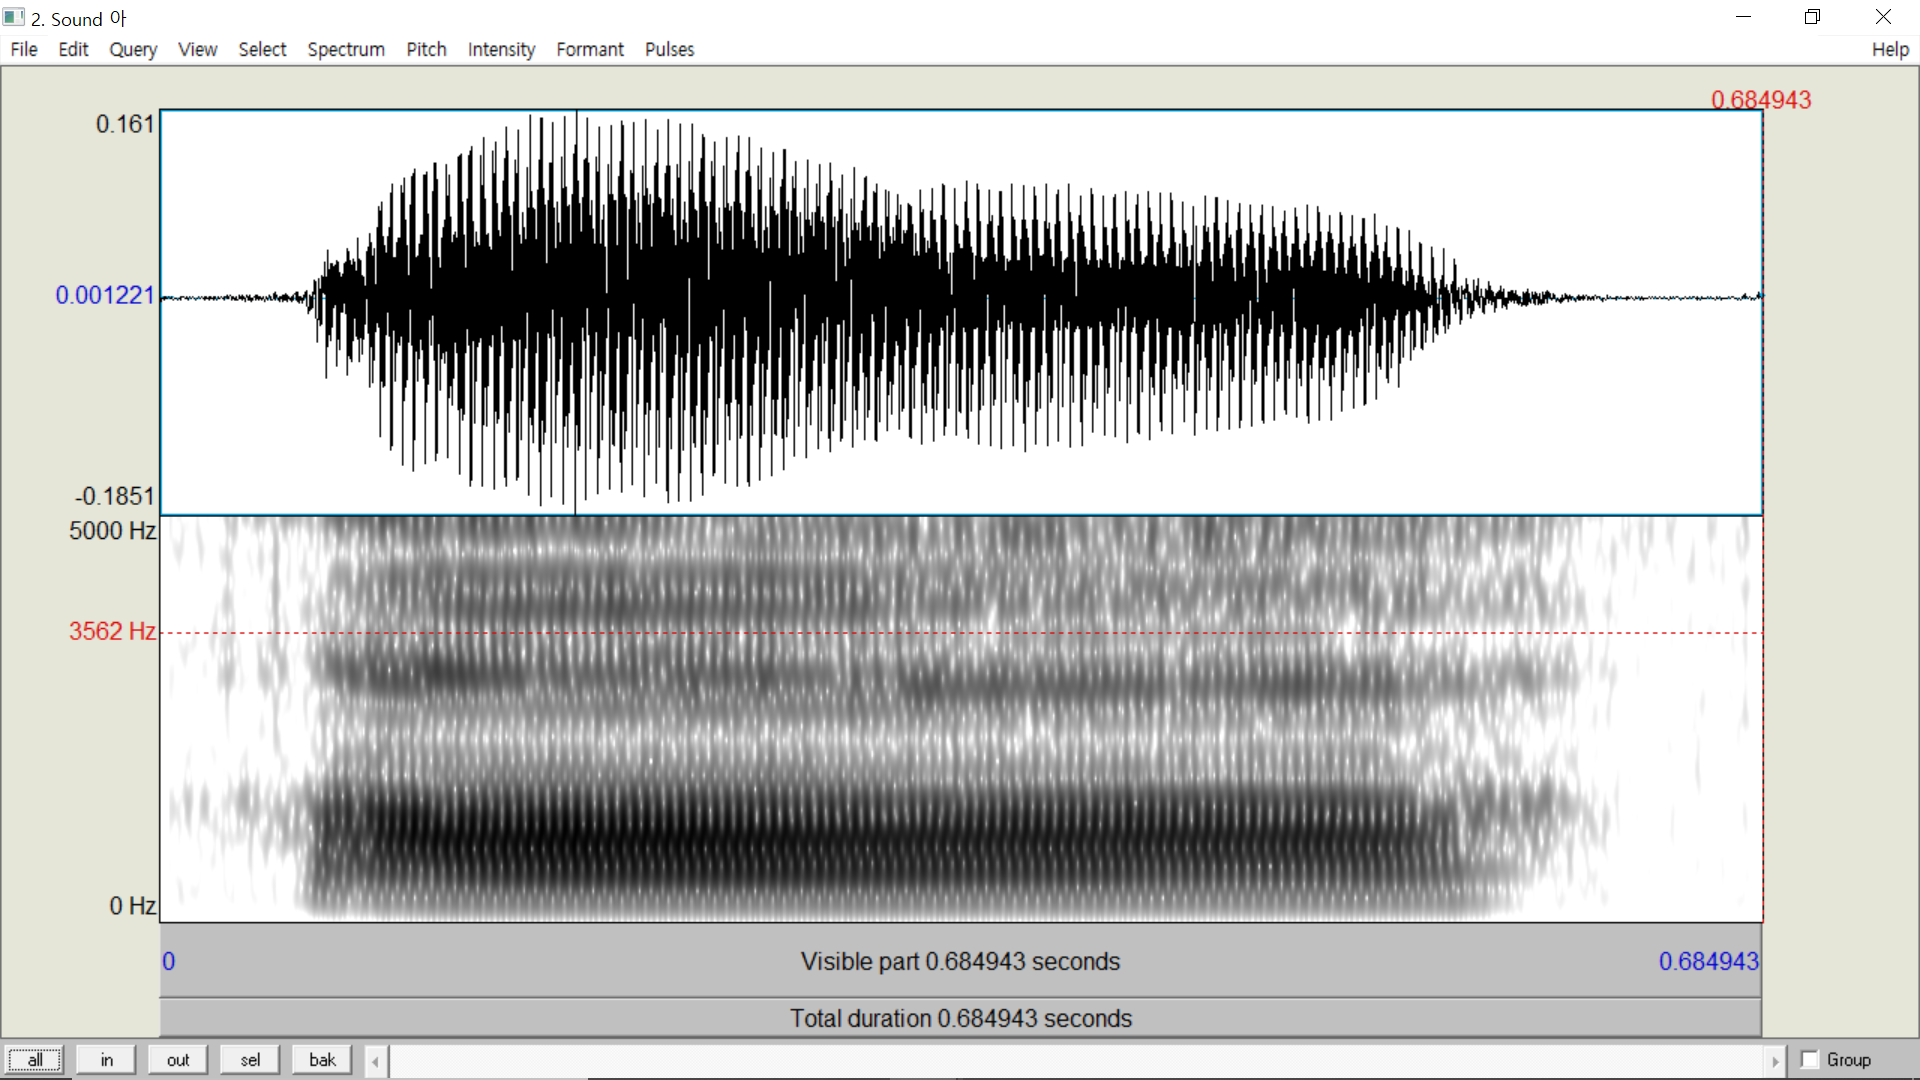 2. Sound 아
File Edit Query View Select Spectrum Pitch Intensity Formant Pulses Help
0.684943
0.161
0.001221
-0.1851
5000 Hz
3562 Hz
0 Hz
0 Visible part 0.684943 seconds 0.684943
Total duration 0.684943 seconds
all in out sel bak Group